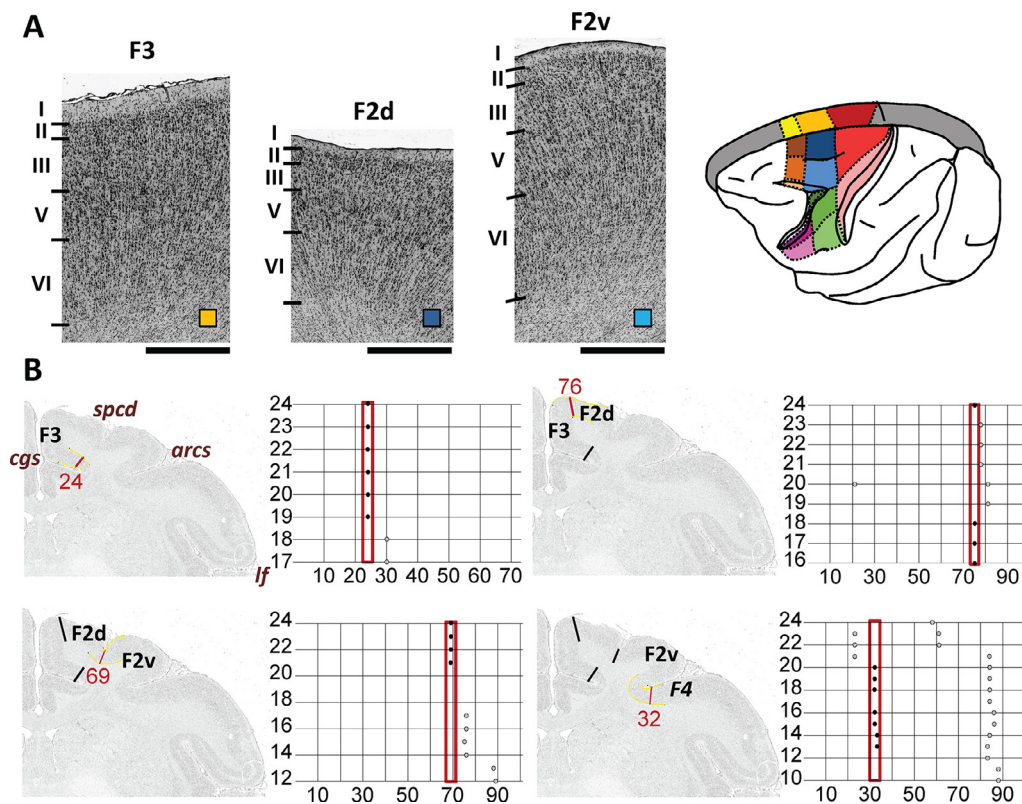 A
F3
F2d
F2v
I
II
III
V
VI
I
II
III
V
VI
I
II
III
V
VI
B
spcd
F3
cgs
arcs
24
lf
24
23
22
21
20
19
18
17
10 20 30 40 50 60 70
76
F2d
F3
24
23
22
21
20
19
18
17
16
10 30 50 70 90
F2d
F2v
69
24
22
20
18
16
14
12
10 30 50 70 90
F2v
F4
32
24
22
20
18
16
14
12
10
10 30 50 70 90